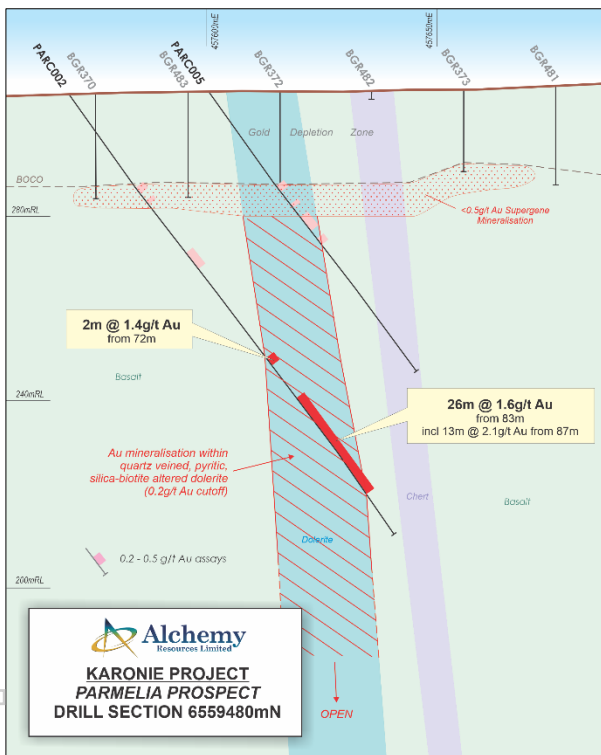 457600mE
457650mE
PARC002
BGR370
BGR483
PARC005
BGR372
BGR482
BGR373
BGR481
Gold Depletion Zone
BOCO
280mRL
<0.5g/t Au Supergene
Mineralisation
2m @ 1.4g/t Au
from 72m
Basalt
240mRL
26m @ 1.6g/t Au
from 83m
incl 13m @ 2.1g/t Au from 87m
Au mineralisation within
quartz veined, pyritic,
silica-biotite altered dolerite
(0.2g/t Au cutoff)
Chert
Basalt
Dolerite
0.2 - 0.5 g/t Au assays
200mRL
Alchemy
Resources Limited
KARONIE PROJECT
PARMELIA PROSPECT
DRILL SECTION 6559480mN
OPEN